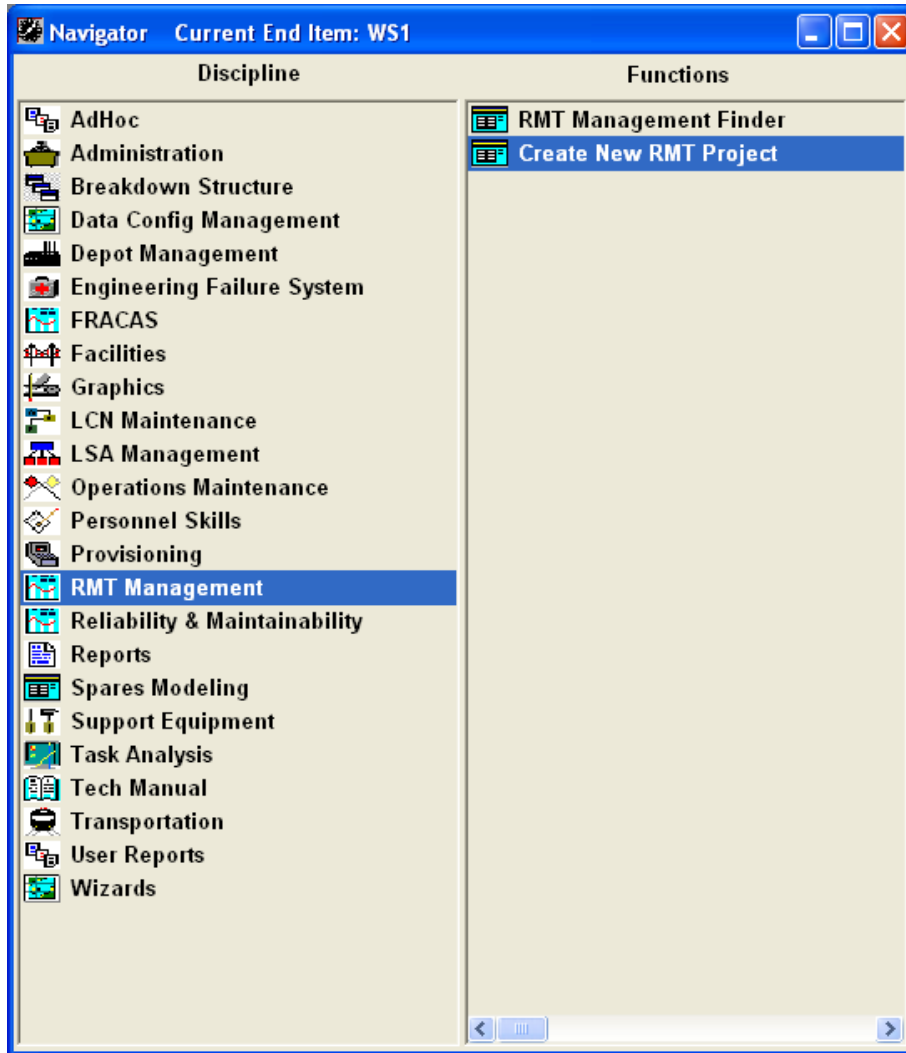 Navigator Current End Item: WS1
Discipline
Functions
AdHoc
Administration
Breakdown Structure
Data Config Management
Depot Management
Engineering Failure System
FRACAS
Facilities
Graphics
LCN Maintenance
LSA Management
Operations Maintenance
Personnel Skills
Provisioning
RMT Management
Reliability & Maintainability
Reports
Spares Modeling
Support Equipment
Task Analysis
Tech Manual
Transportation
User Reports
Wizards
RMT Management Finder
Create New RMT Project